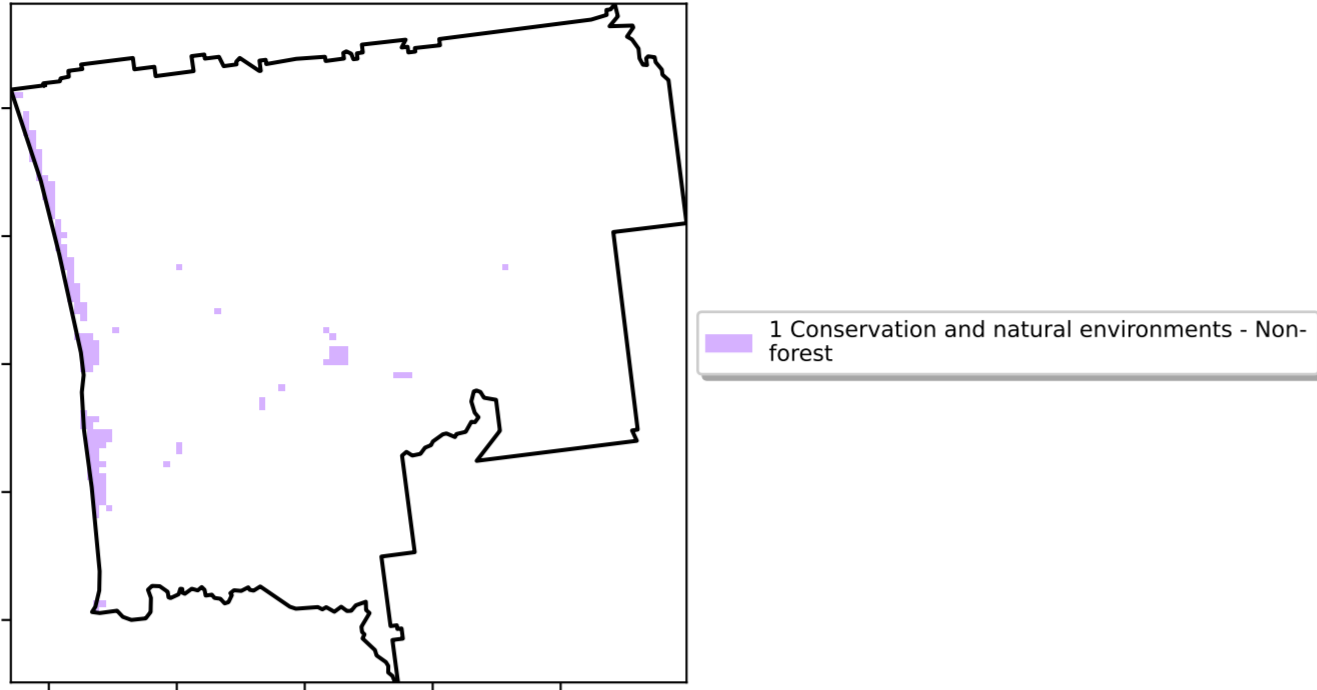 1 Conservation and natural environments - Non-
forest